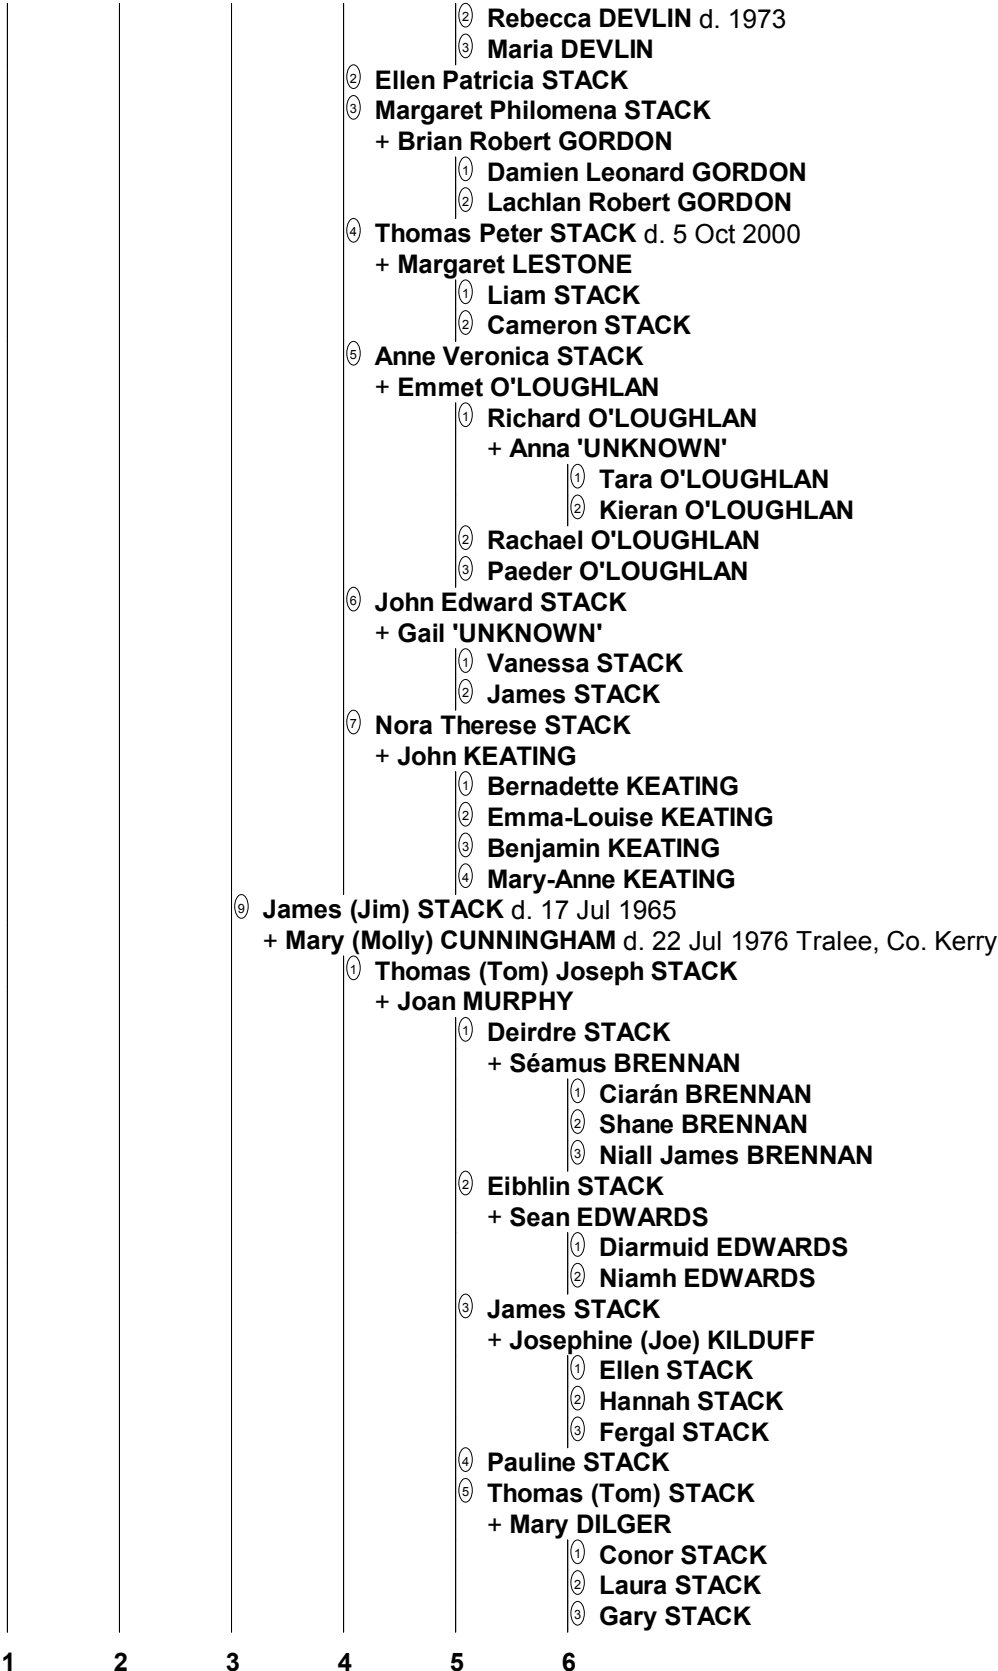 ② Rebecca DEVLIN d. 1973
③ Maria DEVLIN
② Ellen Patricia STACK
③ Margaret Philomena STACK
+ Brian Robert GORDON
① Damien Leonard GORDON
② Lachlan Robert GORDON
④ Thomas Peter STACK d. 5 Oct 2000
+ Margaret LESTONE
① Liam STACK
② Cameron STACK
⑤ Anne Veronica STACK
+ Emmet O'LOUGHLAN
① Richard O'LOUGHLAN
+ Anna 'UNKNOWN'
① Tara O'LOUGHLAN
② Kieran O'LOUGHLAN
② Rachael O'LOUGHLAN
③ Paeder O'LOUGHLAN
⑥ John Edward STACK
+ Gail 'UNKNOWN'
① Vanessa STACK
② James STACK
⑦ Nora Therese STACK
+ John KEATING
① Bernadette KEATING
② Emma-Louise KEATING
③ Benjamin KEATING
④ Mary-Anne KEATING
⑨ James (Jim) STACK d. 17 Jul 1965
+ Mary (Molly) CUNNINGHAM d. 22 Jul 1976 Tralee, Co. Kerry
① Thomas (Tom) Joseph STACK
+ Joan MURPHY
① Deirdre STACK
+ Séamus BRENNAN
① Ciarán BRENNAN
② Shane BRENNAN
③ Niall James BRENNAN
② Eibhlin STACK
+ Sean EDWARDS
① Diarmuid EDWARDS
② Niamh EDWARDS
③ James STACK
+ Josephine (Joe) KILDUFF
① Ellen STACK
② Hannah STACK
③ Fergal STACK
④ Pauline STACK
⑤ Thomas (Tom) STACK
+ Mary DILGER
① Conor STACK
② Laura STACK
③ Gary STACK
1 2 3 4 5 6